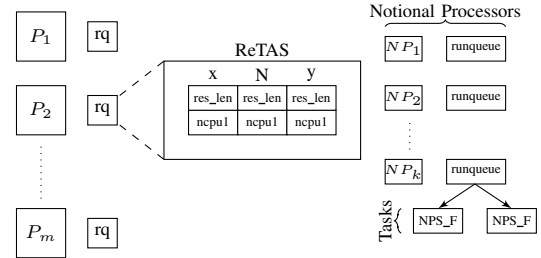 Notional Processors
P1 rq
ReTAS
NP1 runqueue
x N y
res_len res_len res_len
ncpu1 ncpu1 ncpu1
P2 rq
NP2 runqueue
NPk runqueue
Pm rq
Tasks
NPS_F NPS_F